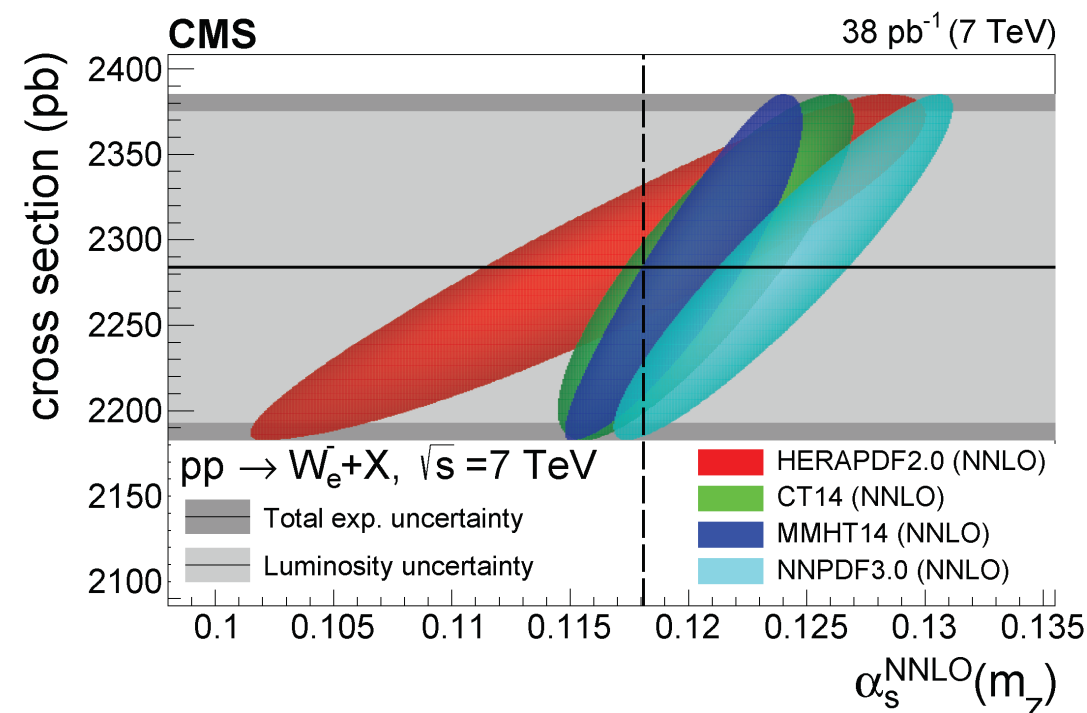 CMS
38 pb⁻¹ (7 TeV)
cross section (pb)
2400
2350
2300
2250
2200
2150
2100
pp → W⁻ₑ+X, √s =7 TeV
Total exp. uncertainty
Luminosity uncertainty
HERAPDF2.0 (NNLO)
CT14 (NNLO)
MMHT14 (NNLO)
NNPDF3.0 (NNLO)
0.1 0.105 0.11 0.115 0.12 0.125 0.13 0.135
αₛᴺᴺᴸᴼ(m_Z)